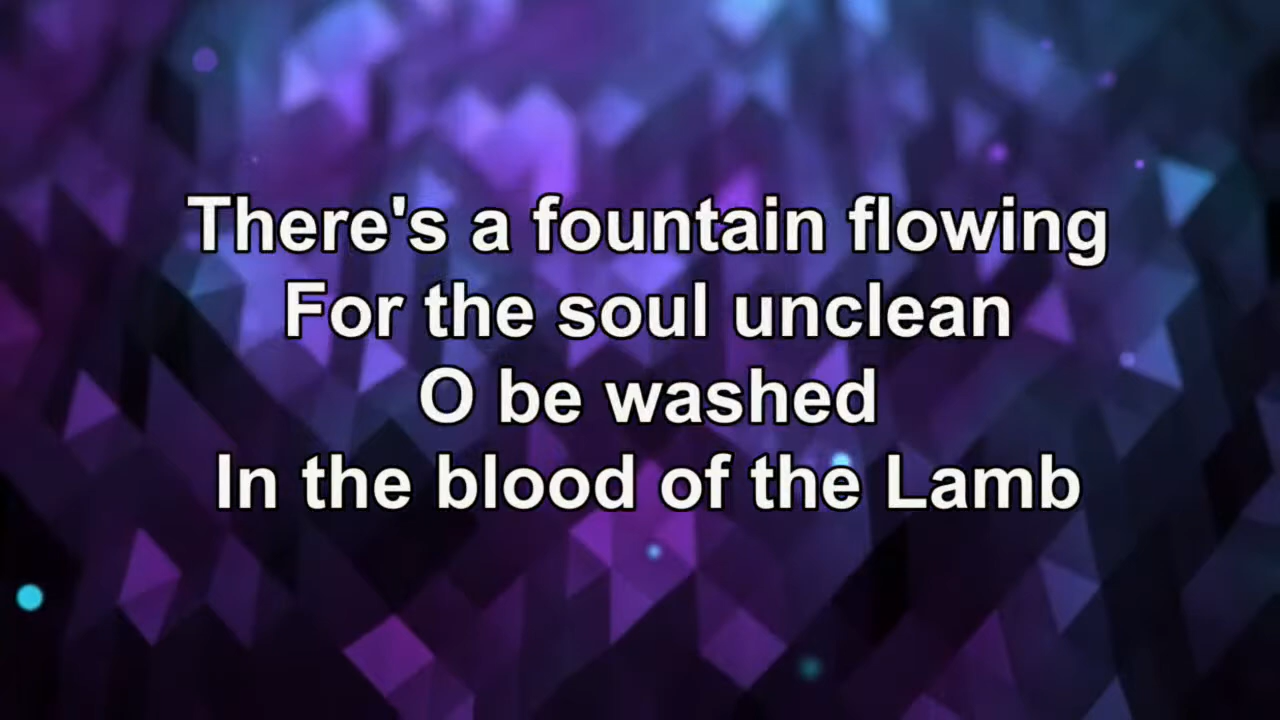 There's a fountain flowing
For the soul unclean
O be washed
In the blood of the Lamb